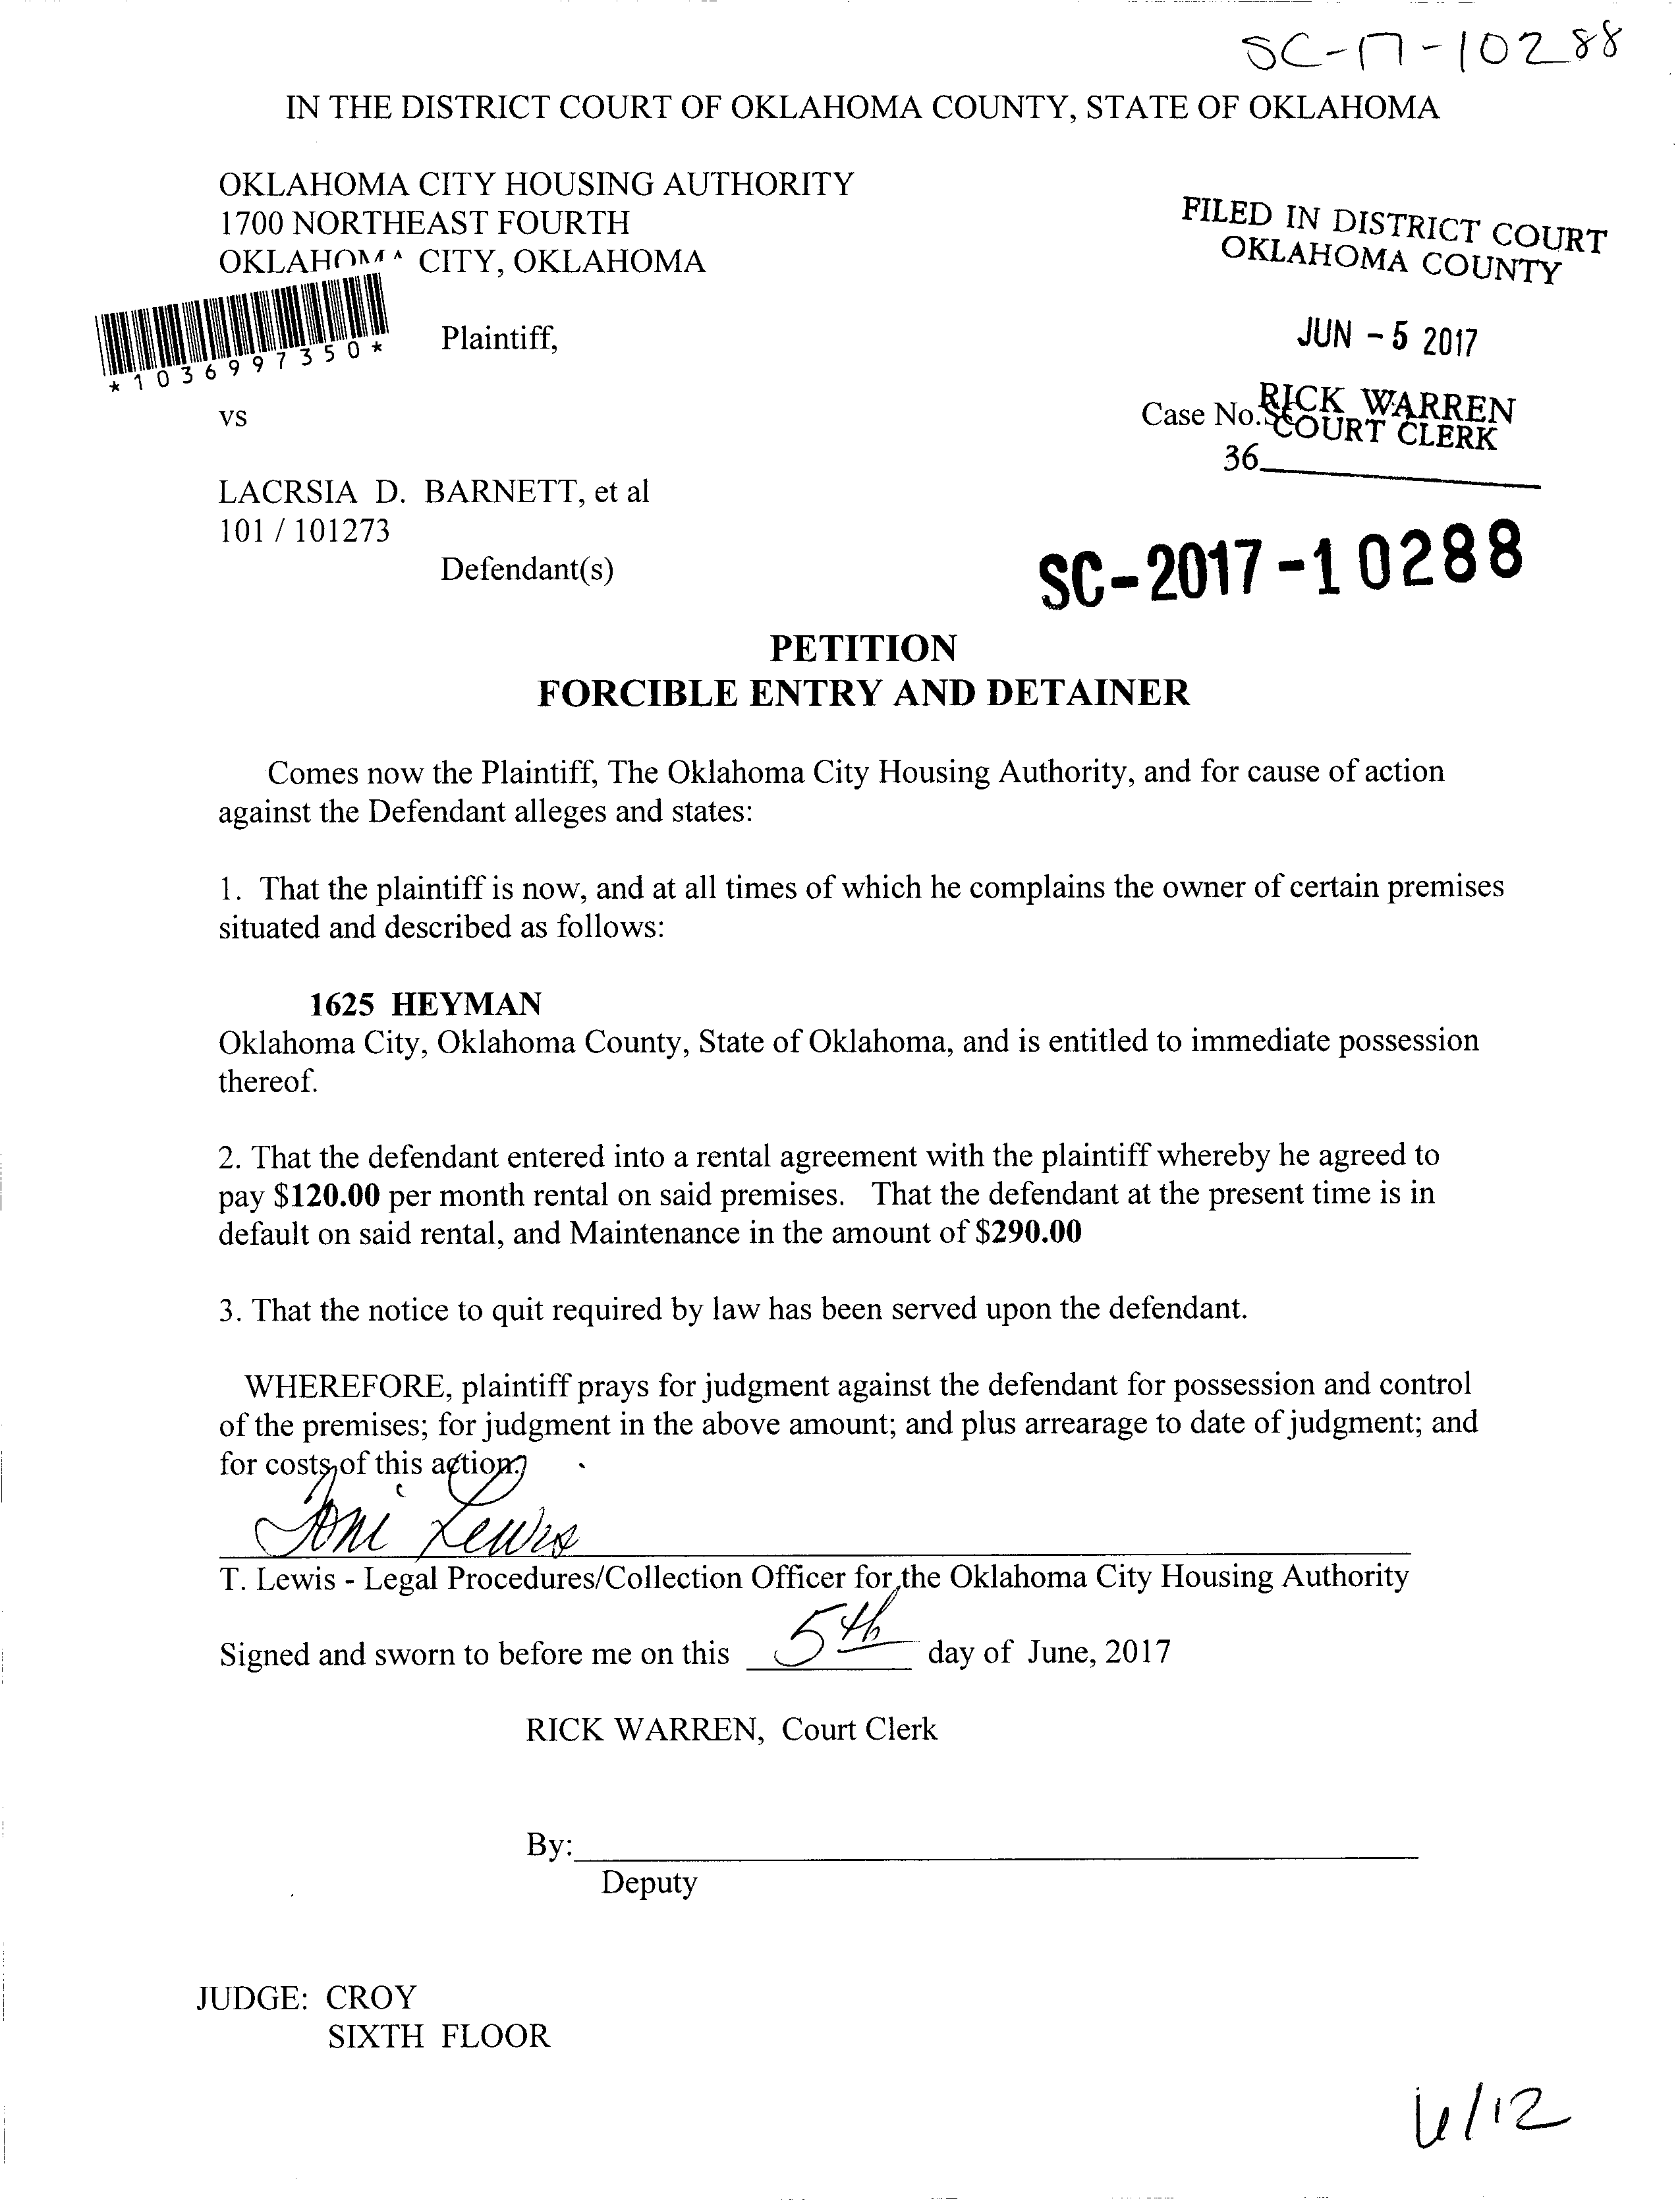 SC-17-10288
IN THE DISTRICT COURT OF OKLAHOMA COUNTY, STATE OF OKLAHOMA
OKLAHOMA CITY HOUSING AUTHORITY
1700 NORTHEAST FOURTH
OKLAHOMA CITY, OKLAHOMA
FILED IN DISTRICT COURT
OKLAHOMA COUNTY
JUN - 5 2017
*1036997350*
Plaintiff,
RICK WARREN
COURT CLERK
vs
Case No.
36
LACRSIA D. BARNETT, et al
101 / 101273
Defendant(s)
SC-2017-10288
PETITION
FORCIBLE ENTRY AND DETAINER
Comes now the Plaintiff, The Oklahoma City Housing Authority, and for cause of action
against the Defendant alleges and states:
1. That the plaintiff is now, and at all times of which he complains the owner of certain premises
situated and described as follows:
1625 HEYMAN
Oklahoma City, Oklahoma County, State of Oklahoma, and is entitled to immediate possession
thereof.
2. That the defendant entered into a rental agreement with the plaintiff whereby he agreed to
pay $120.00 per month rental on said premises. That the defendant at the present time is in
default on said rental, and Maintenance in the amount of $290.00
3. That the notice to quit required by law has been served upon the defendant.
WHEREFORE, plaintiff prays for judgment against the defendant for possession and control
of the premises; for judgment in the above amount; and plus arrearage to date of judgment; and
for costs of this action.
Toni Lewis
T. Lewis - Legal Procedures/Collection Officer for the Oklahoma City Housing Authority
Signed and sworn to before me on this 5th day of June, 2017
RICK WARREN, Court Clerk
By:
Deputy
JUDGE: CROY
SIXTH FLOOR
6/12